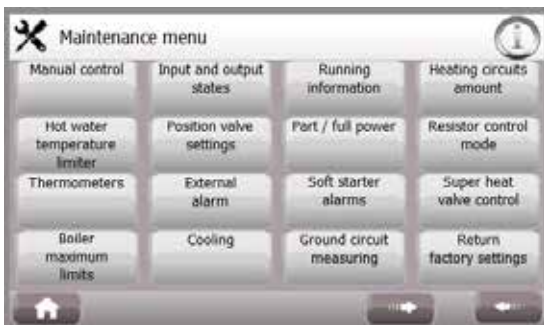 Maintenance menu
Manual control
Input and output
states
Running
information
Heating circuits
amount
Hot water
temperature
limiter
Position valve
settings
Part / full power
Resistor control
mode
Thermometers
External
alarm
Soft starter
alarms
Super heat
valve control
Boiler
maximum
limits
Cooling
Ground circuit
measuring
Return
factory settings